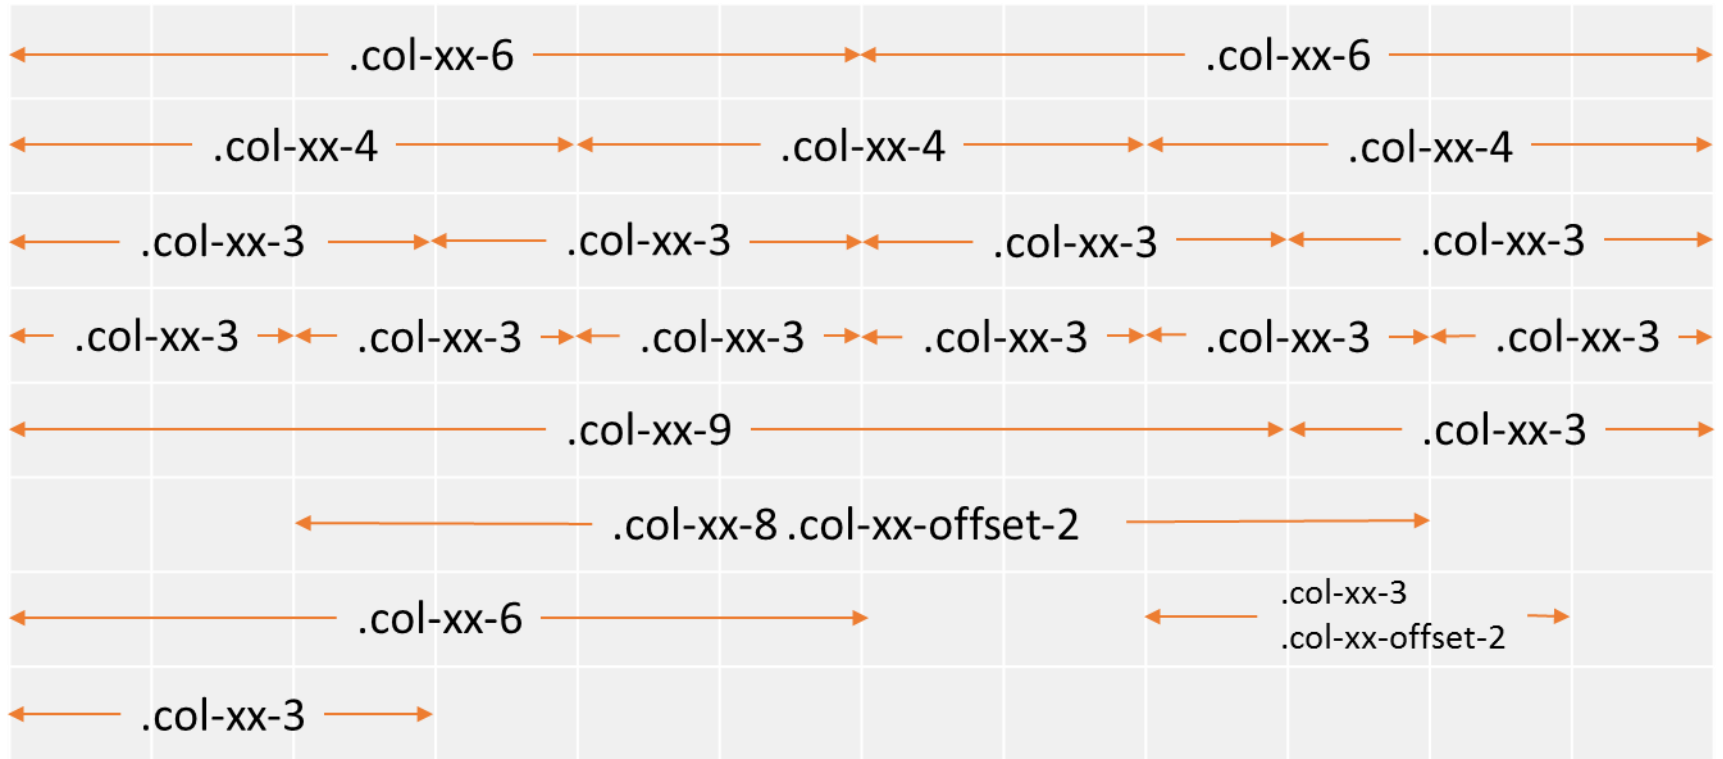 .col-xx-6 .col-xx-6
.col-xx-4 .col-xx-4 .col-xx-4
.col-xx-3 .col-xx-3 .col-xx-3 .col-xx-3
.col-xx-3 .col-xx-3 .col-xx-3 .col-xx-3 .col-xx-3 .col-xx-3
.col-xx-9 .col-xx-3
.col-xx-8 .col-xx-offset-2
.col-xx-6
.col-xx-3
.col-xx-offset-2
.col-xx-3